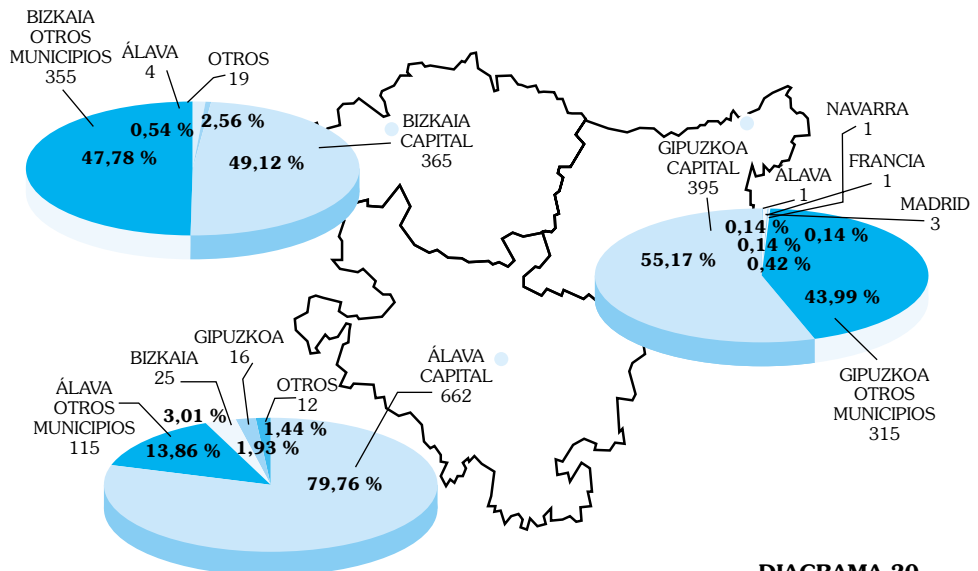 BIZKAIA
OTROS
MUNICIPIOS
355
ÁLAVA
4
OTROS
19
0,54 %
2,56 %
47,78 %
49,12 %
BIZKAIA
CAPITAL
365
GIPUZKOA
CAPITAL
395
ÁLAVA
1
NAVARRA
1
FRANCIA
1
MADRID
3
0,14 %
0,14 %
0,14 %
0,42 %
55,17 %
43,99 %
GIPUZKOA
OTROS
MUNICIPIOS
315
ÁLAVA
OTROS
MUNICIPIOS
115
BIZKAIA
25
GIPUZKOA
16
OTROS
12
ÁLAVA
CAPITAL
662
3,01 %
1,44 %
1,93 %
13,86 %
79,76 %
DIAGRAMA 20